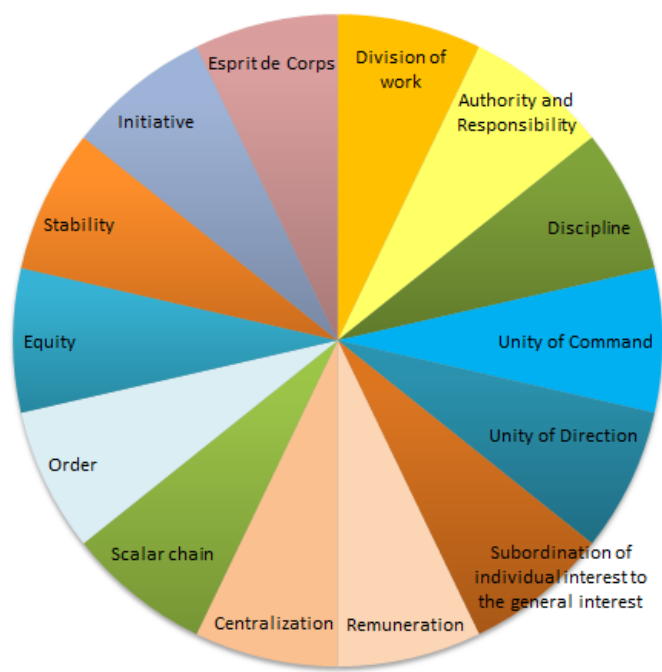 Division of
work
Authority and
Responsibility
Discipline
Unity of Command
Unity of Direction
Subordination of
individual interest to
the general interest
Remuneration
Centralization
Scalar chain
Order
Equity
Stability
Initiative
Esprit de Corps